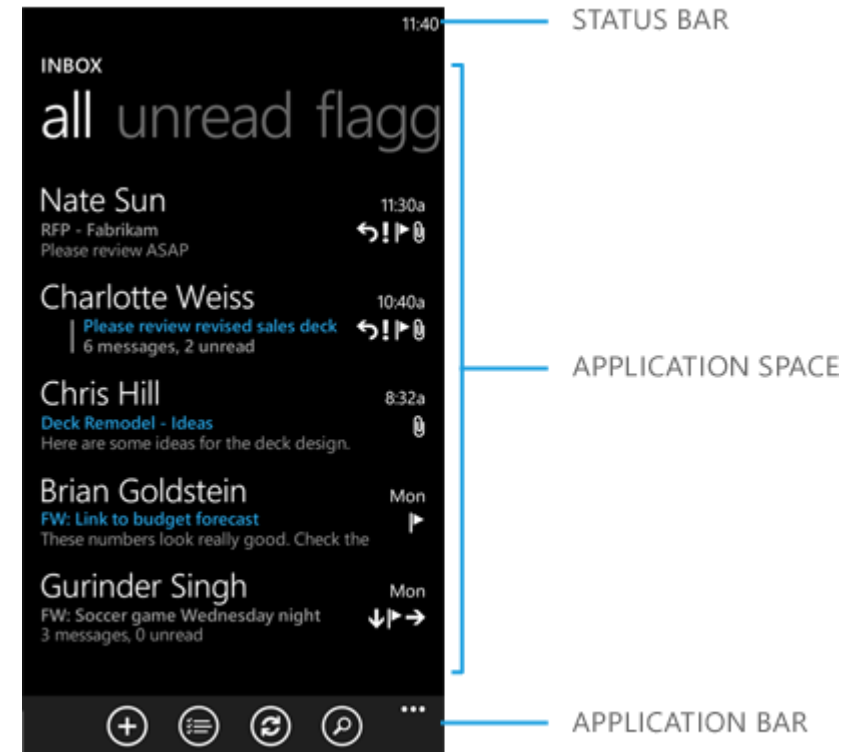 11:40
STATUS BAR
INBOX
all unread flagg
Nate Sun
11:30a
RFP - Fabrikam
Please review ASAP
Charlotte Weiss
10:40a
Please review revised sales deck
6 messages, 2 unread
APPLICATION SPACE
Chris Hill
8:32a
Deck Remodel - Ideas
Here are some ideas for the deck design.
Brian Goldstein
Mon
FW: Link to budget forecast
These numbers look really good. Check the
Gurinder Singh
Mon
FW: Soccer game Wednesday night
3 messages, 0 unread
APPLICATION BAR